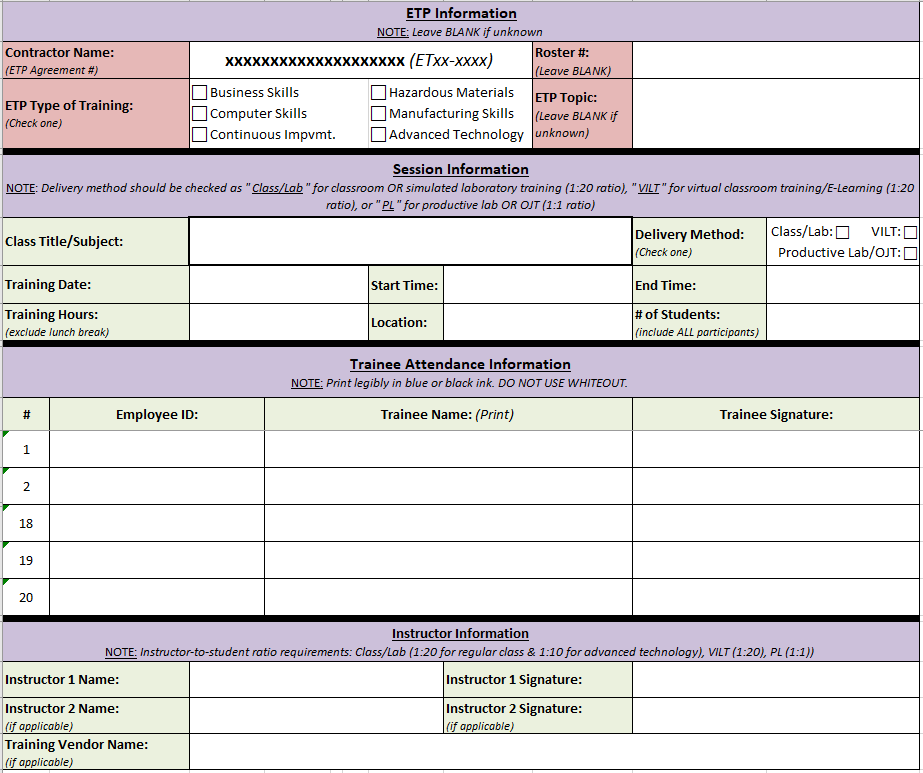 ETP Information
NOTE: Leave BLANK if unknown
Contractor Name:
(ETP Agreement #)
xxxxxxxxxxxxxxxxxxxx (ETxx-xxxx)
Roster #:
(Leave BLANK)
ETP Type of Training:
(Check one)
Business Skills
Computer Skills
Continuous Impvmt.
Hazardous Materials
Manufacturing Skills
Advanced Technology
ETP Topic:
(Leave BLANK if
unknown)
Session Information
NOTE: Delivery method should be checked as "Class/Lab" for classroom OR simulated laboratory training (1:20 ratio), "VILT" for virtual classroom training/E-Learning (1:20
ratio), or "PL" for productive lab OR OJT (1:1 ratio)
Class Title/Subject:
Delivery Method:
(Check one)
Class/Lab: VILT:
Productive Lab/OJT:
Training Date:
Start Time:
End Time:
Training Hours:
(exclude lunch break)
Location:
# of Students:
(include ALL participants)
Trainee Attendance Information
NOTE: Print legibly in blue or black ink. DO NOT USE WHITEOUT.
# Employee ID: Trainee Name: (Print) Trainee Signature:
1
2
18
19
20
Instructor Information
NOTE: Instructor-to-student ratio requirements: Class/Lab (1:20 for regular class & 1:10 for advanced technology), VILT (1:20), PL (1:1))
Instructor 1 Name:
Instructor 1 Signature:
Instructor 2 Name:
(if applicable)
Instructor 2 Signature:
(if applicable)
Training Vendor Name:
(if applicable)